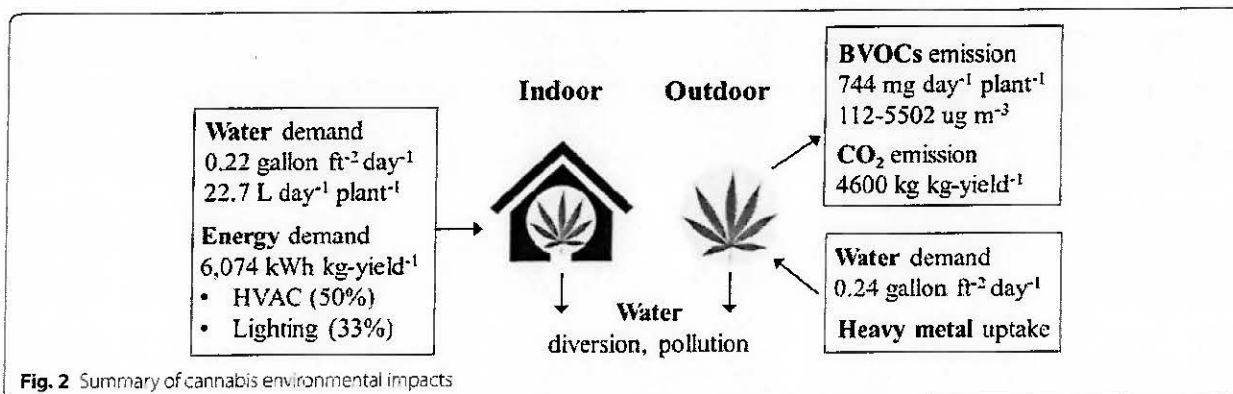 Indoor
Outdoor
Water demand
0.22 gallon ft⁻² day⁻¹
22.7 L day⁻¹ plant⁻¹
Energy demand
6,074 kWh kg-yield⁻¹
• HVAC (50%)
• Lighting (33%)
BVOCs emission
744 mg day⁻¹ plant⁻¹
112-5502 ug m⁻³
CO₂ emission
4600 kg kg-yield⁻¹
Water demand
0.24 gallon ft⁻² day⁻¹
Heavy metal uptake
Water
diversion, pollution
Fig. 2 Summary of cannabis environmental impacts